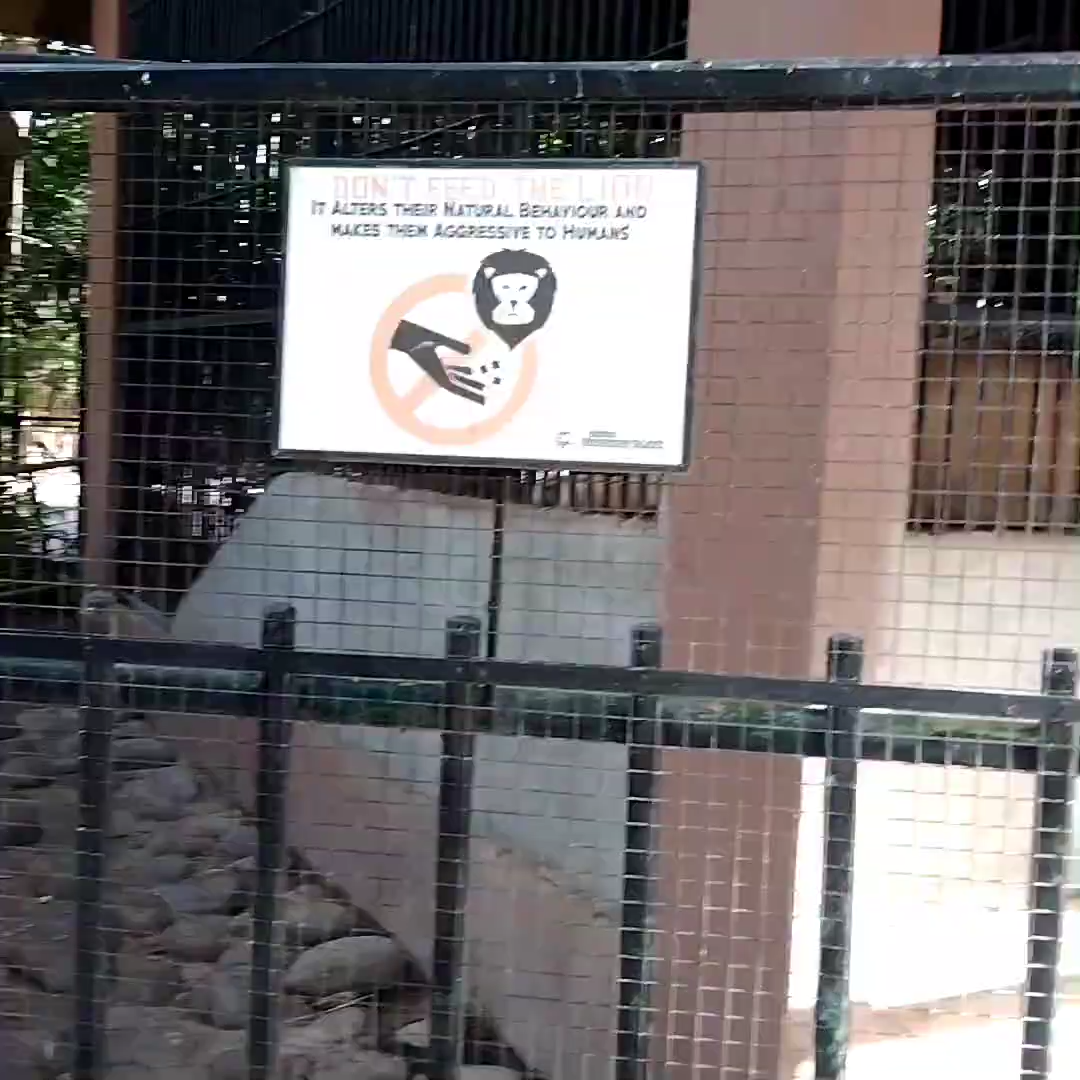 DON'T FEED THE LION
IT ALTERS THEIR NATURAL BEHAVIOUR AND
MAKES THEM AGGRESSIVE TO HUMANS